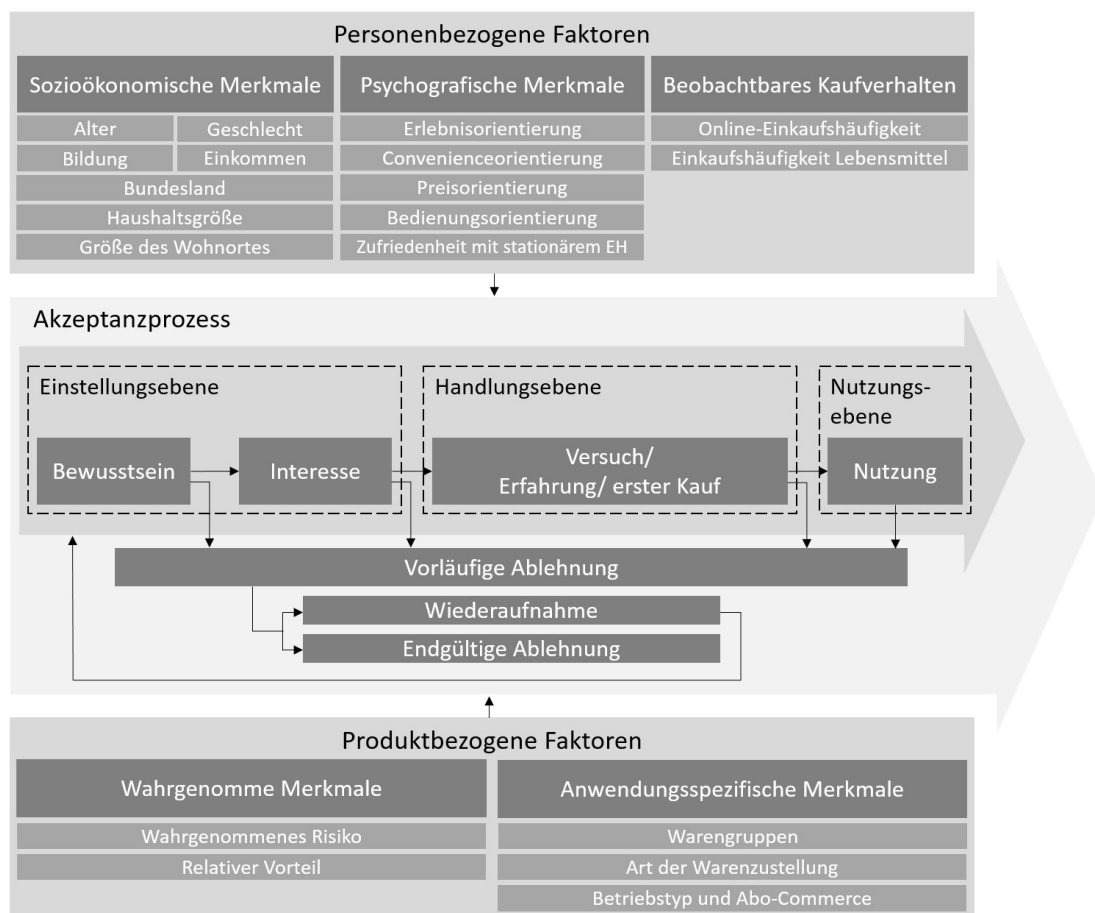 Personenbezogene Faktoren
Sozioökonomische Merkmale
Alter
Geschlecht
Bildung
Einkommen
Bundesland
Haushaltsgröße
Größe des Wohnortes
Psychografische Merkmale
Erlebnisorientierung
Convenienceorientierung
Preisorientierung
Bedienungsorientierung
Zufriedenheit mit stationärem EH
Beobachtbares Kaufverhalten
Online-Einkaufshäufigkeit
Einkaufshäufigkeit Lebensmittel
Akzeptanzprozess
Einstellungsebene
Bewusstsein
Interesse
Handlungsebene
Versuch/
Erfahrung/ erster Kauf
Nutzungs-
ebene
Nutzung
Vorläufige Ablehnung
Wiederaufnahme
Endgültige Ablehnung
Produktbezogene Faktoren
Wahrgenomme Merkmale
Wahrgenommenes Risiko
Relativer Vorteil
Anwendungsspezifische Merkmale
Warengruppen
Art der Warenzustellung
Betriebstyp und Abo-Commerce